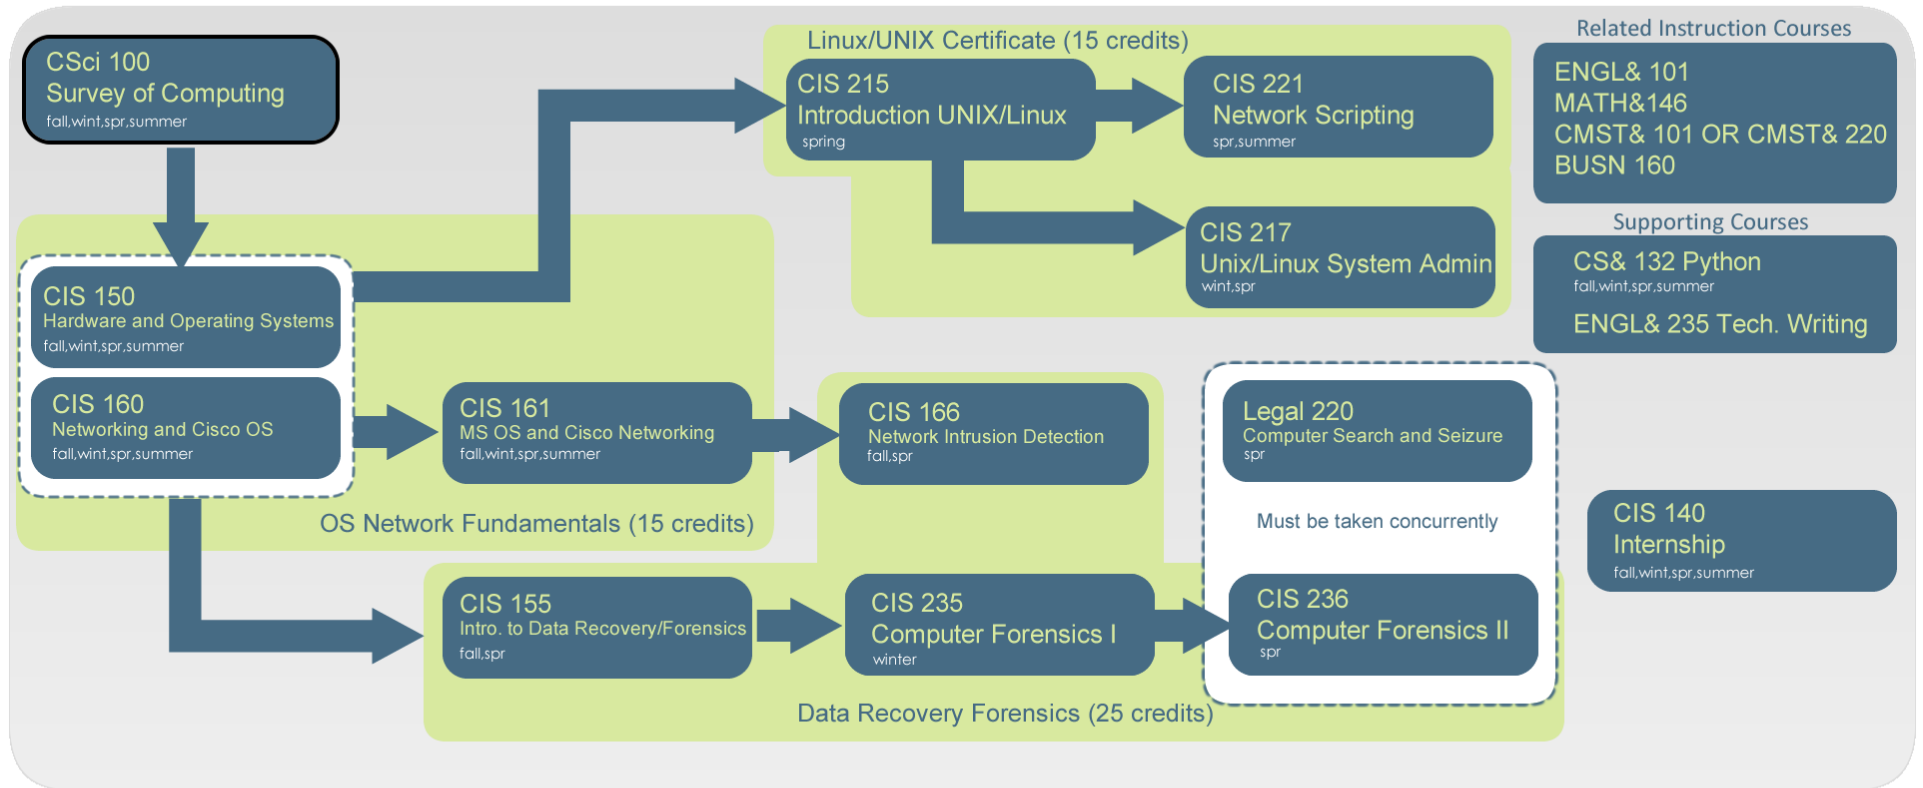 CSci 100
Survey of Computing
fall,wint,spr,summer
Linux/UNIX Certificate (15 credits)
CIS 215
Introduction UNIX/Linux
spring
CIS 221
Network Scripting
spr,summer
CIS 217
Unix/Linux System Admin
wint,spr
Related Instruction Courses
ENGL& 101
MATH&146
CMST& 101 OR CMST& 220
BUSN 160
Supporting Courses
CS& 132 Python
fall,wint,spr,summer
ENGL& 235 Tech. Writing
CIS 150
Hardware and Operating Systems
fall,wint,spr,summer
CIS 160
Networking and Cisco OS
fall,wint,spr,summer
CIS 161
MS OS and Cisco Networking
fall,wint,spr,summer
OS Network Fundamentals (15 credits)
CIS 166
Network Intrusion Detection
fall,spr
Legal 220
Computer Search and Seizure
spr
Must be taken concurrently
CIS 140
Internship
fall,wint,spr,summer
CIS 155
Intro. to Data Recovery/Forensics
fall,spr
CIS 235
Computer Forensics I
winter
CIS 236
Computer Forensics II
spr
Data Recovery Forensics (25 credits)